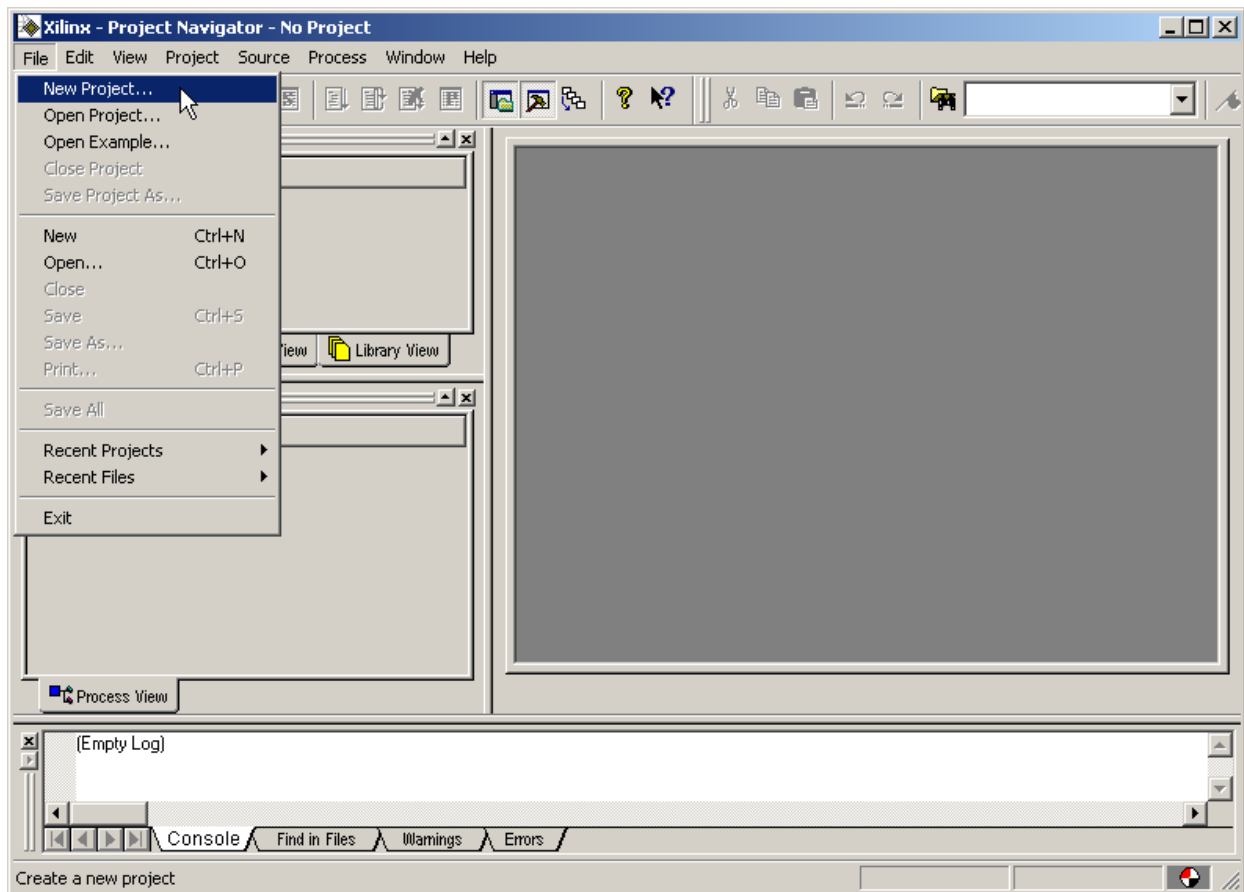 Xilinx - Project Navigator - No Project
File Edit View Project Source Process Window Help
New Project...
Open Project...
Open Example...
Close Project
Save Project As...
New Ctrl+N
Open... Ctrl+O
Close
Save Ctrl+S
Save As...
Print... Ctrl+P
Save All
Recent Projects
Recent Files
Exit
Library View
Process View
(Empty Log)
Console Find in Files Warnings Errors
Create a new project